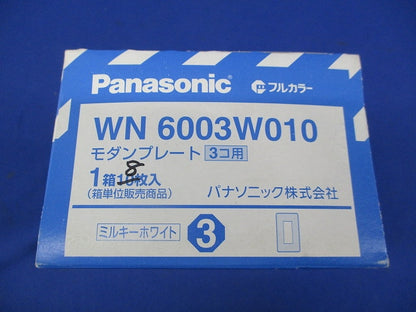 Panasonic フルカラー
WN 6003W010
モダンプレート 3コ用
1箱10枚入
8
(箱単位販売商品)
パナソニック株式会社
ミルキーホワイト 3